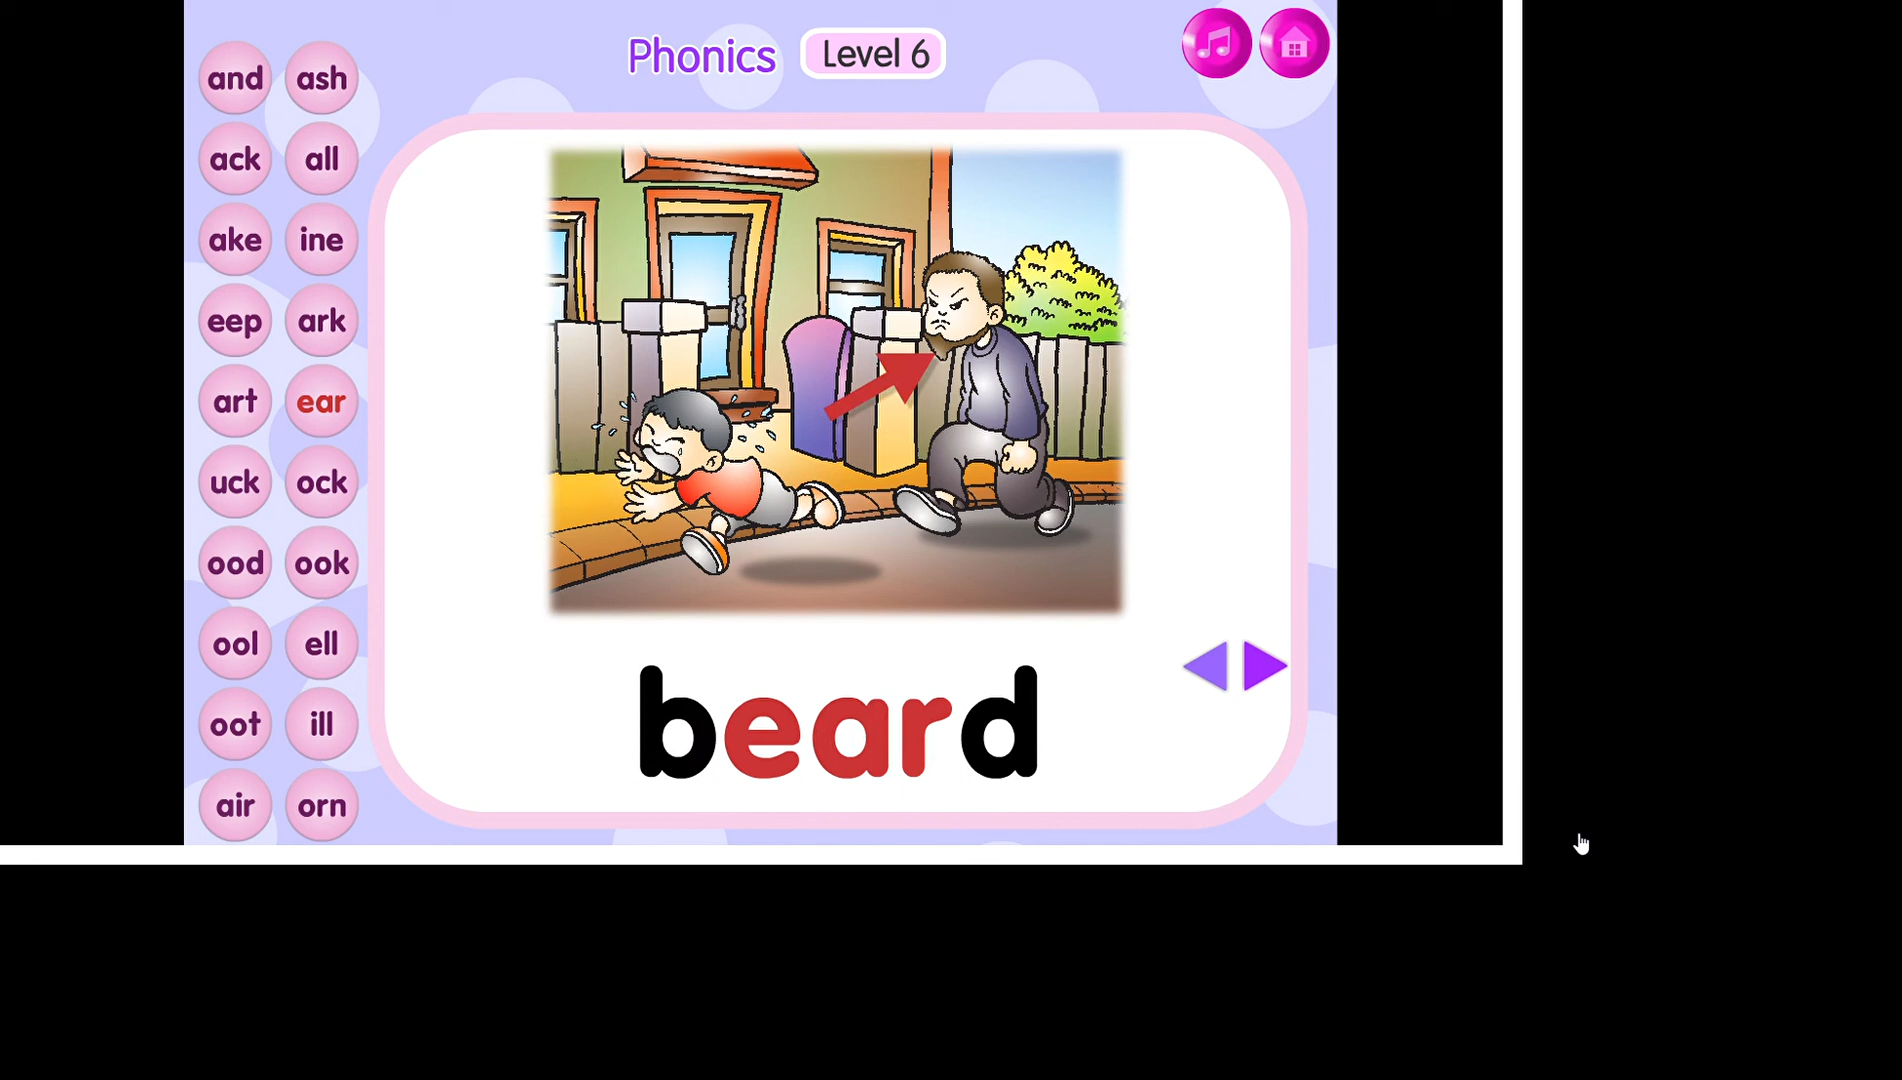 Phonics Level 6
and ash
ack all
ake ine
eep ark
art ear
uck ock
ood ook
ool ell
oot ill
air orn
beard